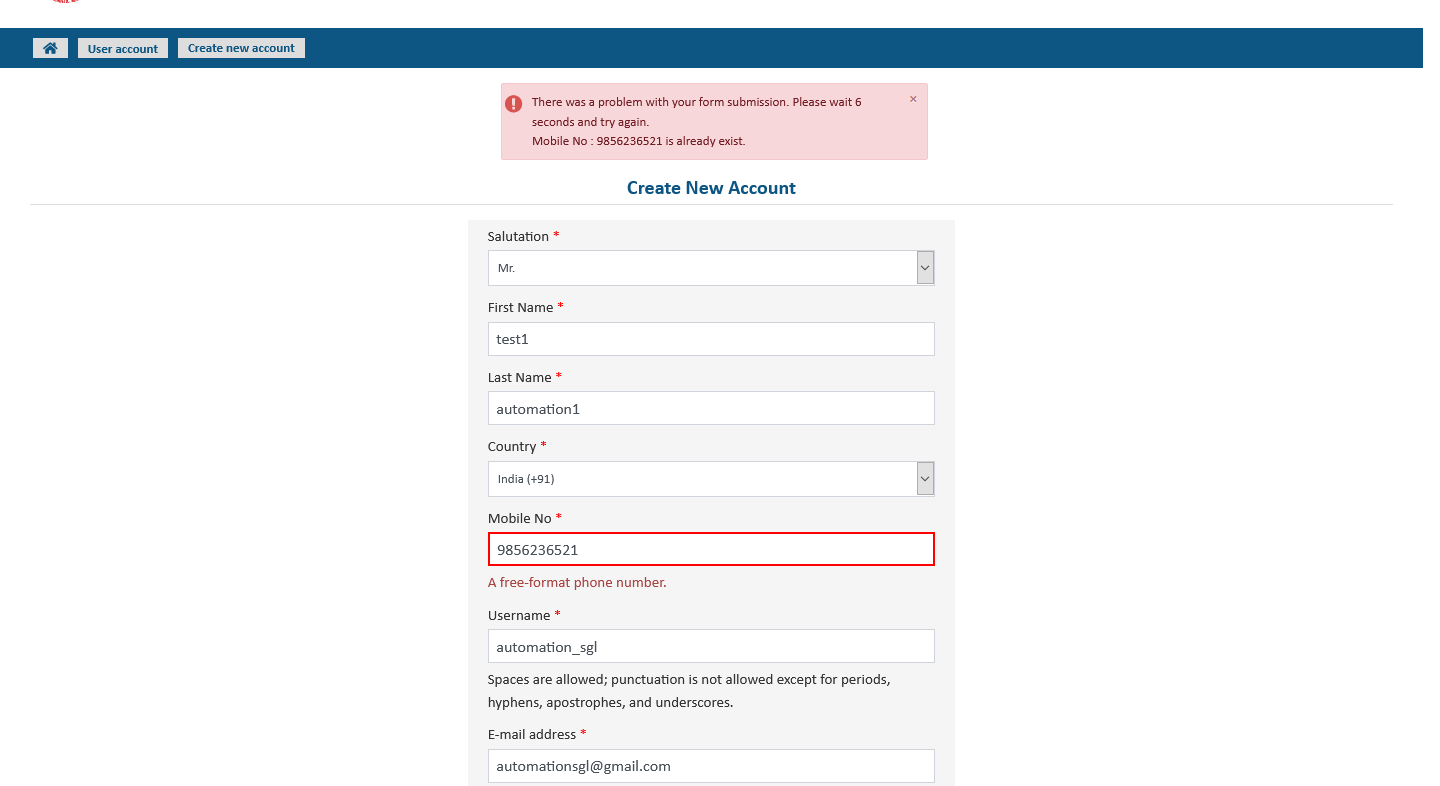 User account
Create new account
There was a problem with your form submission. Please wait 6
seconds and try again.
Mobile No : 9856236521 is already exist.
×
Create New Account
Salutation *
Mr.
First Name *
test1
Last Name *
automation1
Country *
India (+91)
Mobile No *
9856236521
A free-format phone number.
Username *
automation_sgl
Spaces are allowed; punctuation is not allowed except for periods,
hyphens, apostrophes, and underscores.
E-mail address *
automationsgl@gmail.com